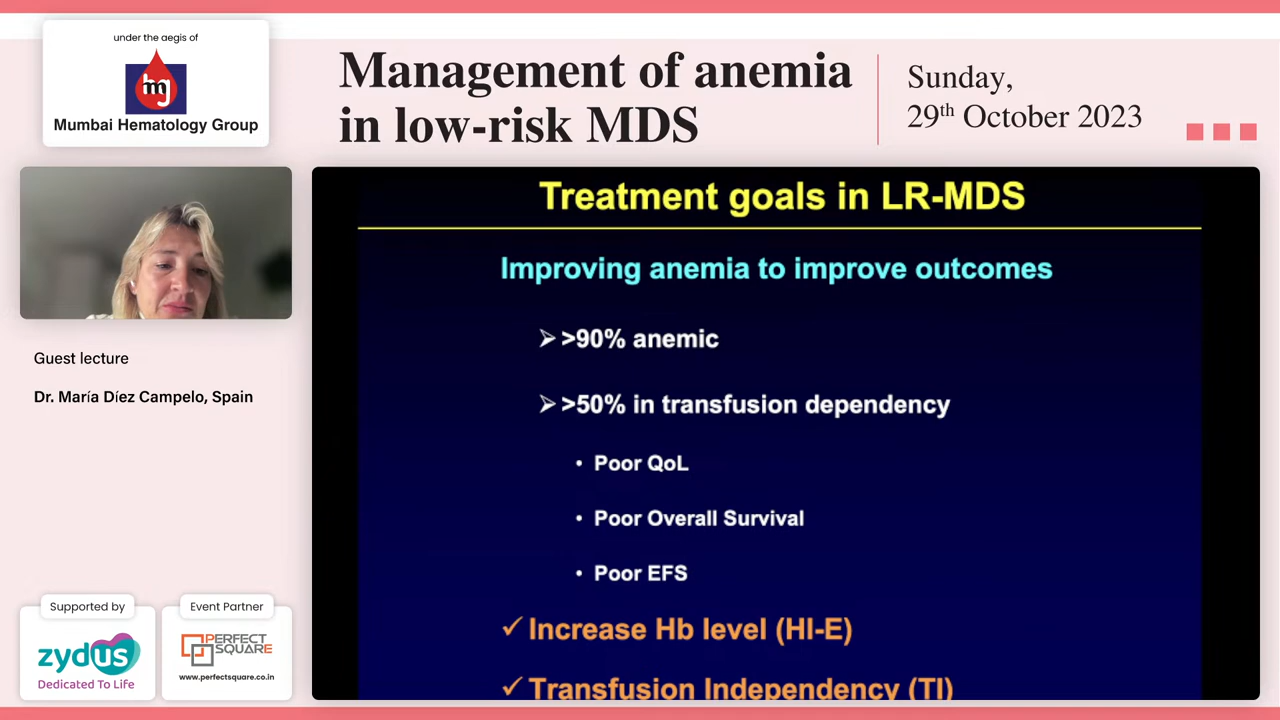 under the aegis of
mg
Mumbai Hematology Group
Management of anemia
in low-risk MDS
Sunday,
29th October 2023
Guest lecture
Dr. María Díez Campelo, Spain
Treatment goals in LR-MDS
Improving anemia to improve outcomes
➢ >90% anemic
➢ >50% in transfusion dependency
• Poor QoL
• Poor Overall Survival
• Poor EFS
✓ Increase Hb level (HI-E)
✓ Transfusion Independency (TI)
Supported by
zydus
Dedicated To Life
Event Partner
PERFECT
SQUARE
www.perfectsquare.co.in